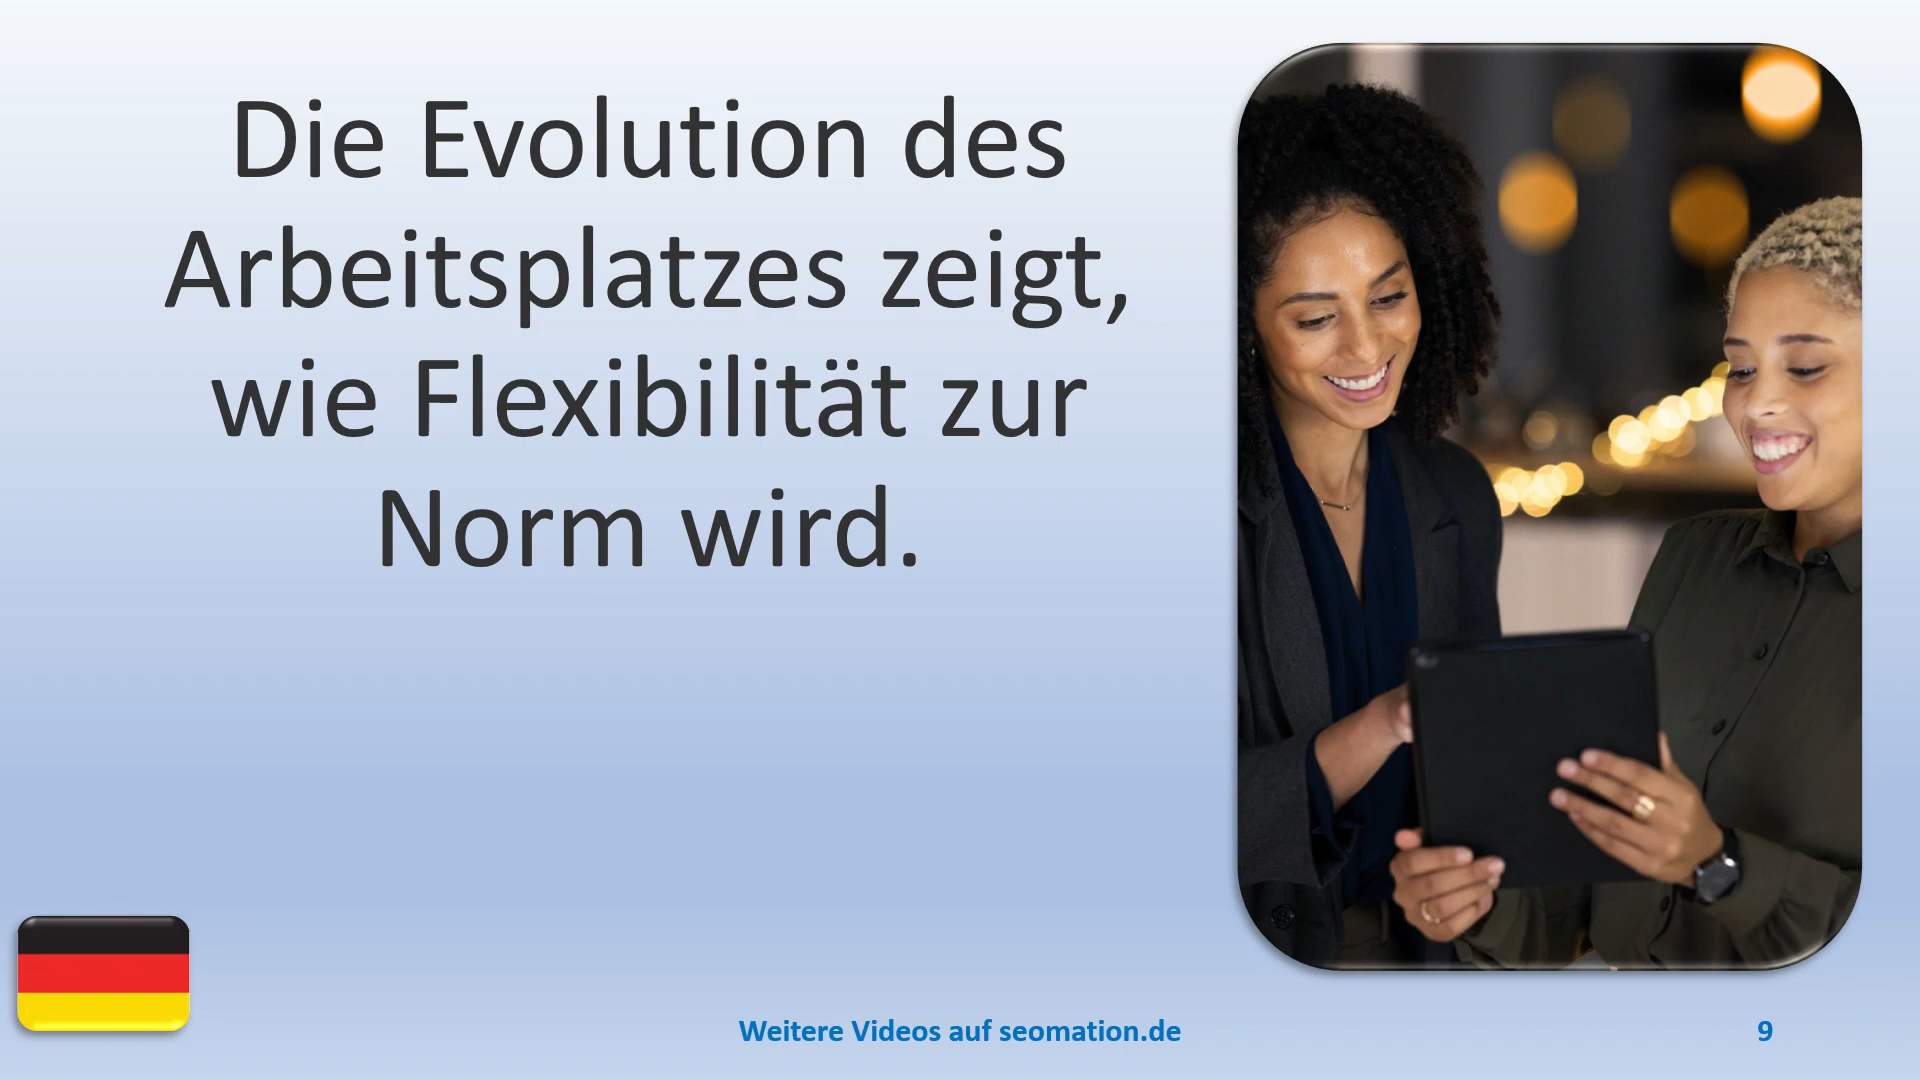 Die Evolution des
Arbeitsplatzes zeigt,
wie Flexibilität zur
Norm wird.
Weitere Videos auf seomation.de
9